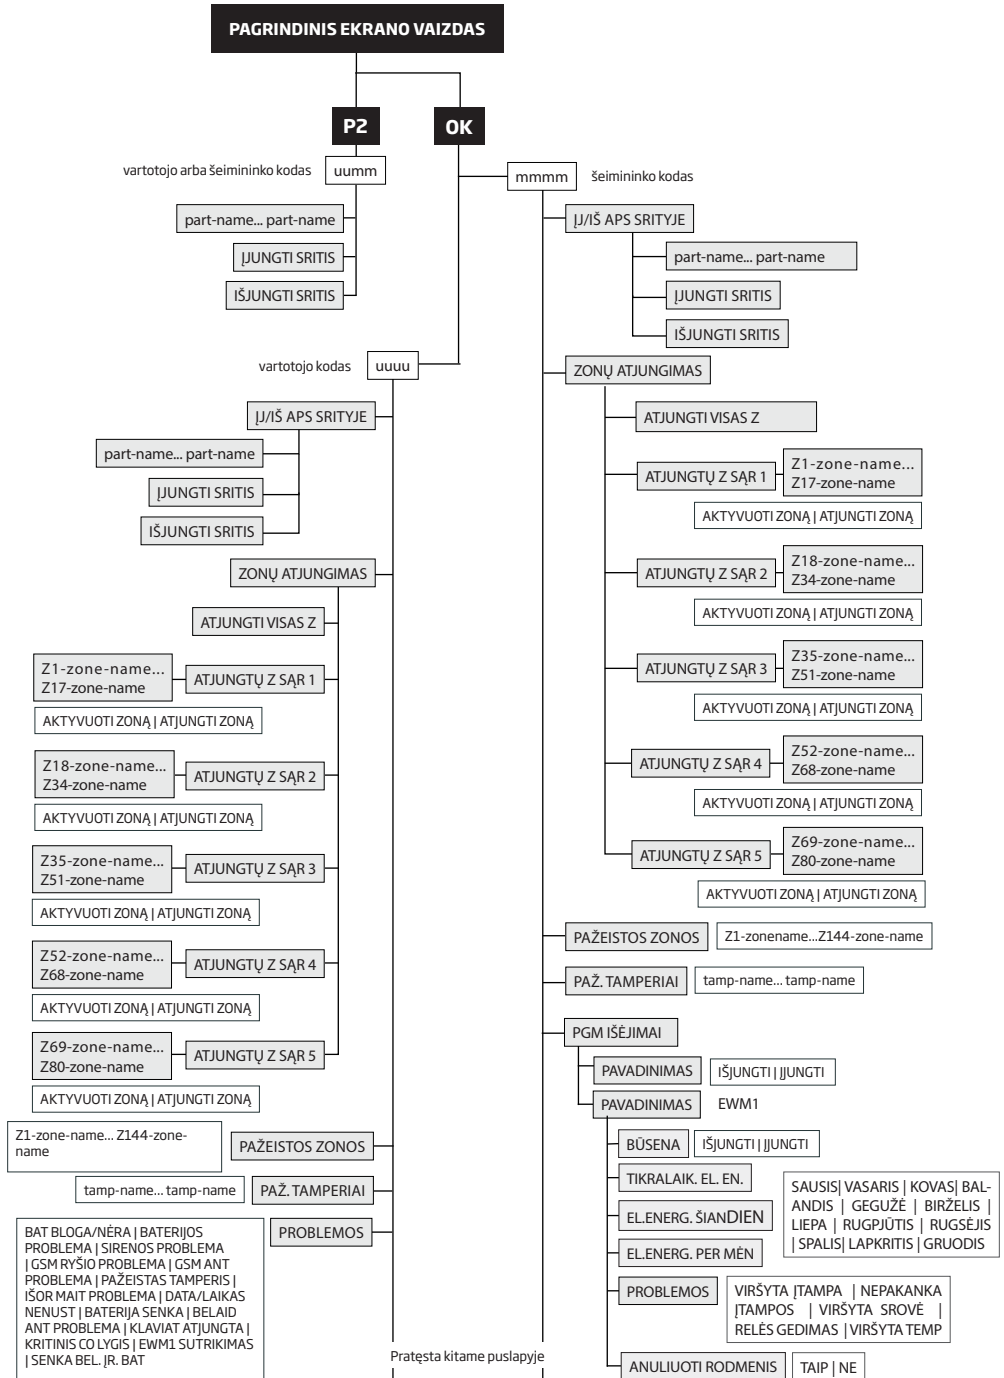 PAGRINDINIS EKRANO VAIZDAS
P2
OK
vartotojo arba šeimininko kodas
uumm
part-name... part-name
ĮJUNGTI SRITIS
IŠJUNGTI SRITIS
mmmm
šeimininko kodas
ĮJ/IŠ APS SRITYJE
part-name... part-name
ĮJUNGTI SRITIS
IŠJUNGTI SRITIS
vartotojo kodas
uuuu
ĮJ/IŠ APS SRITYJE
part-name... part-name
ĮJUNGTI SRITIS
IŠJUNGTI SRITIS
ZONŲ ATJUNGIMAS
ATJUNGTI VISAS Z
Z1-zone-name...
Z17-zone-name
ATJUNGTŲ Z SĄR 1
AKTYVUOTI ZONĄ | ATJUNGTI ZONĄ
Z18-zone-name...
Z34-zone-name
ATJUNGTŲ Z SĄR 2
AKTYVUOTI ZONĄ | ATJUNGTI ZONĄ
Z35-zone-name...
Z51-zone-name
ATJUNGTŲ Z SĄR 3
AKTYVUOTI ZONĄ | ATJUNGTI ZONĄ
Z52-zone-name...
Z68-zone-name
ATJUNGTŲ Z SĄR 4
AKTYVUOTI ZONĄ | ATJUNGTI ZONĄ
Z69-zone-name...
Z80-zone-name
ATJUNGTŲ Z SĄR 5
AKTYVUOTI ZONĄ | ATJUNGTI ZONĄ
Z1-zone-name... Z144-zone-
name
PAŽEISTOS ZONOS
tamp-name... tamp-name
PAŽ. TAMPERIAI
PROBLEMOS
BAT BLOGA/NĖRA | BATERIJOS
PROBLEMA | SIRENOS PROBLEMA
| GSM RYŠIO PROBLEMA | GSM ANT
PROBLEMA | PAŽEISTAS TAMPERIS |
IŠOR MAIT PROBLEMA | DATA/LAIKAS
NENUST | BATERIJA SENKA | BELAID
ANT PROBLEMA | KLAVIAT ATJUNGTA |
KRITINIS CO LYGIS | EWM1 SUTRIKIMAS
| SENKA BEL. ĮR. BAT
ZONŲ ATJUNGIMAS
ATJUNGTI VISAS Z
ATJUNGTŲ Z SĄR 1
Z1-zone-name...
Z17-zone-name
AKTYVUOTI ZONĄ | ATJUNGTI ZONĄ
ATJUNGTŲ Z SĄR 2
Z18-zone-name...
Z34-zone-name
AKTYVUOTI ZONĄ | ATJUNGTI ZONĄ
ATJUNGTŲ Z SĄR 3
Z35-zone-name...
Z51-zone-name
AKTYVUOTI ZONĄ | ATJUNGTI ZONĄ
ATJUNGTŲ Z SĄR 4
Z52-zone-name...
Z68-zone-name
AKTYVUOTI ZONĄ | ATJUNGTI ZONĄ
ATJUNGTŲ Z SĄR 5
Z69-zone-name...
Z80-zone-name
AKTYVUOTI ZONĄ | ATJUNGTI ZONĄ
PAŽEISTOS ZONOS
Z1-zonename...Z144-zone-name
PAŽ. TAMPERIAI
tamp-name... tamp-name
PGM IŠĖJIMAI
PAVADINIMAS
IŠJUNGTI | ĮJUNGTI
PAVADINIMAS
EWM1
BŪSENA
IŠJUNGTI | ĮJUNGTI
TIKRALAIK. EL. EN.
EL.ENERG. ŠIANDIEN
EL.ENERG. PER MĖN
SAUSIS| VASARIS | KOVAS| BAL-
ANDIS | GEGUŽĖ | BIRŽELIS |
LIEPA | RUGPJŪTIS | RUGSĖJIS
| SPALIS| LAPKRITIS | GRUODIS
PROBLEMOS
VIRŠYTA ĮTAMPA | NEPAKANKA
ĮTAMPOS | VIRŠYTA SROVĖ |
RELĖS GEDIMAS | VIRŠYTA TEMP
ANULIUOTI RODMENIS
TAIP | NE
Pratęsta kitame puslapyje